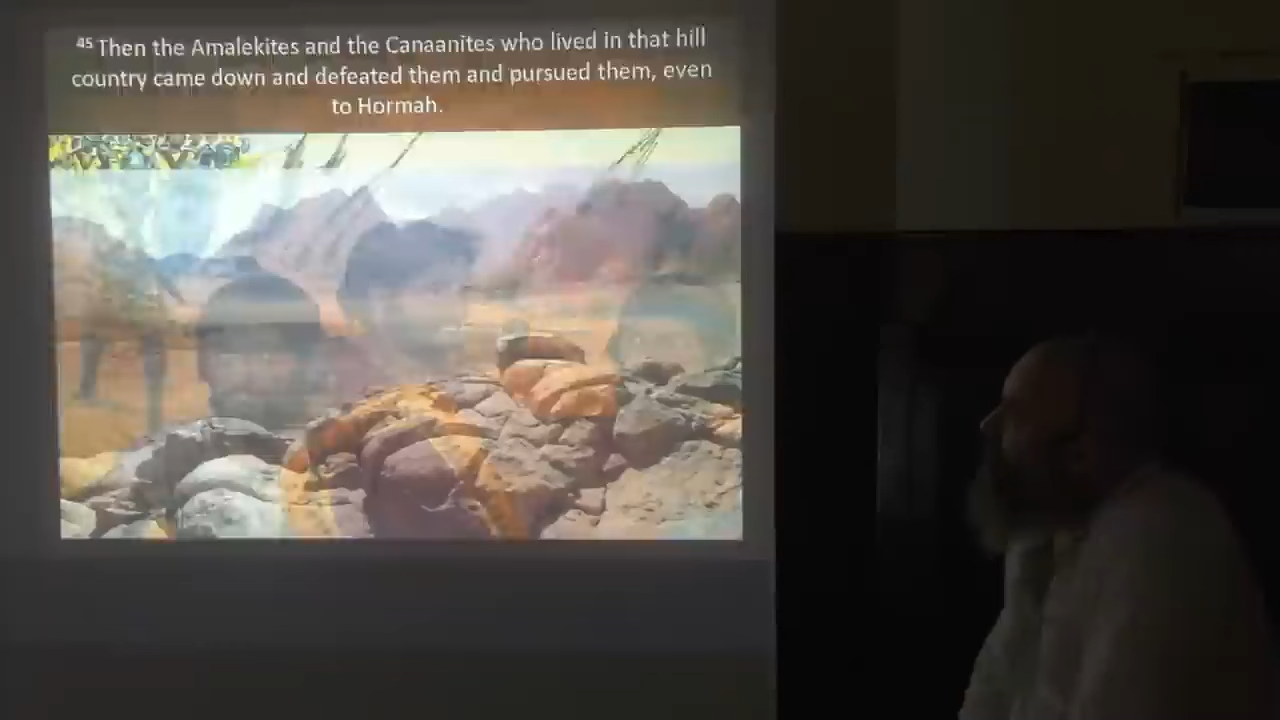 45 Then the Amalekites and the Canaanites who lived in that hill
country came down and defeated them and pursued them, even
to Hormah.